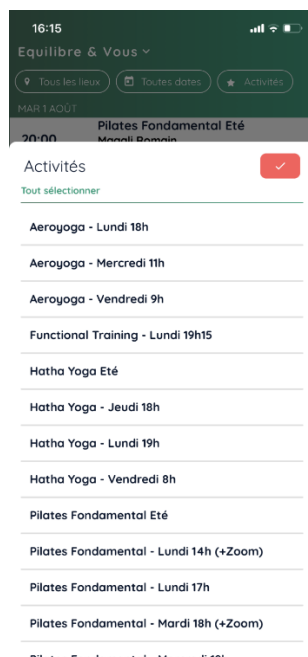 16:15
Equilibre & Vous
Tous les lieux Toutes dates Activités
MAR 1 AOÛT
Pilates Fondamental Eté
20:00 Magali Romain
Activités
Tout sélectionner
Aeroyoga - Lundi 18h
Aeroyoga - Mercredi 11h
Aeroyoga - Vendredi 9h
Functional Training - Lundi 19h15
Hatha Yoga Eté
Hatha Yoga - Jeudi 18h
Hatha Yoga - Lundi 19h
Hatha Yoga - Vendredi 8h
Pilates Fondamental Eté
Pilates Fondamental - Lundi 14h (+Zoom)
Pilates Fondamental - Lundi 17h
Pilates Fondamental - Mardi 18h (+Zoom)